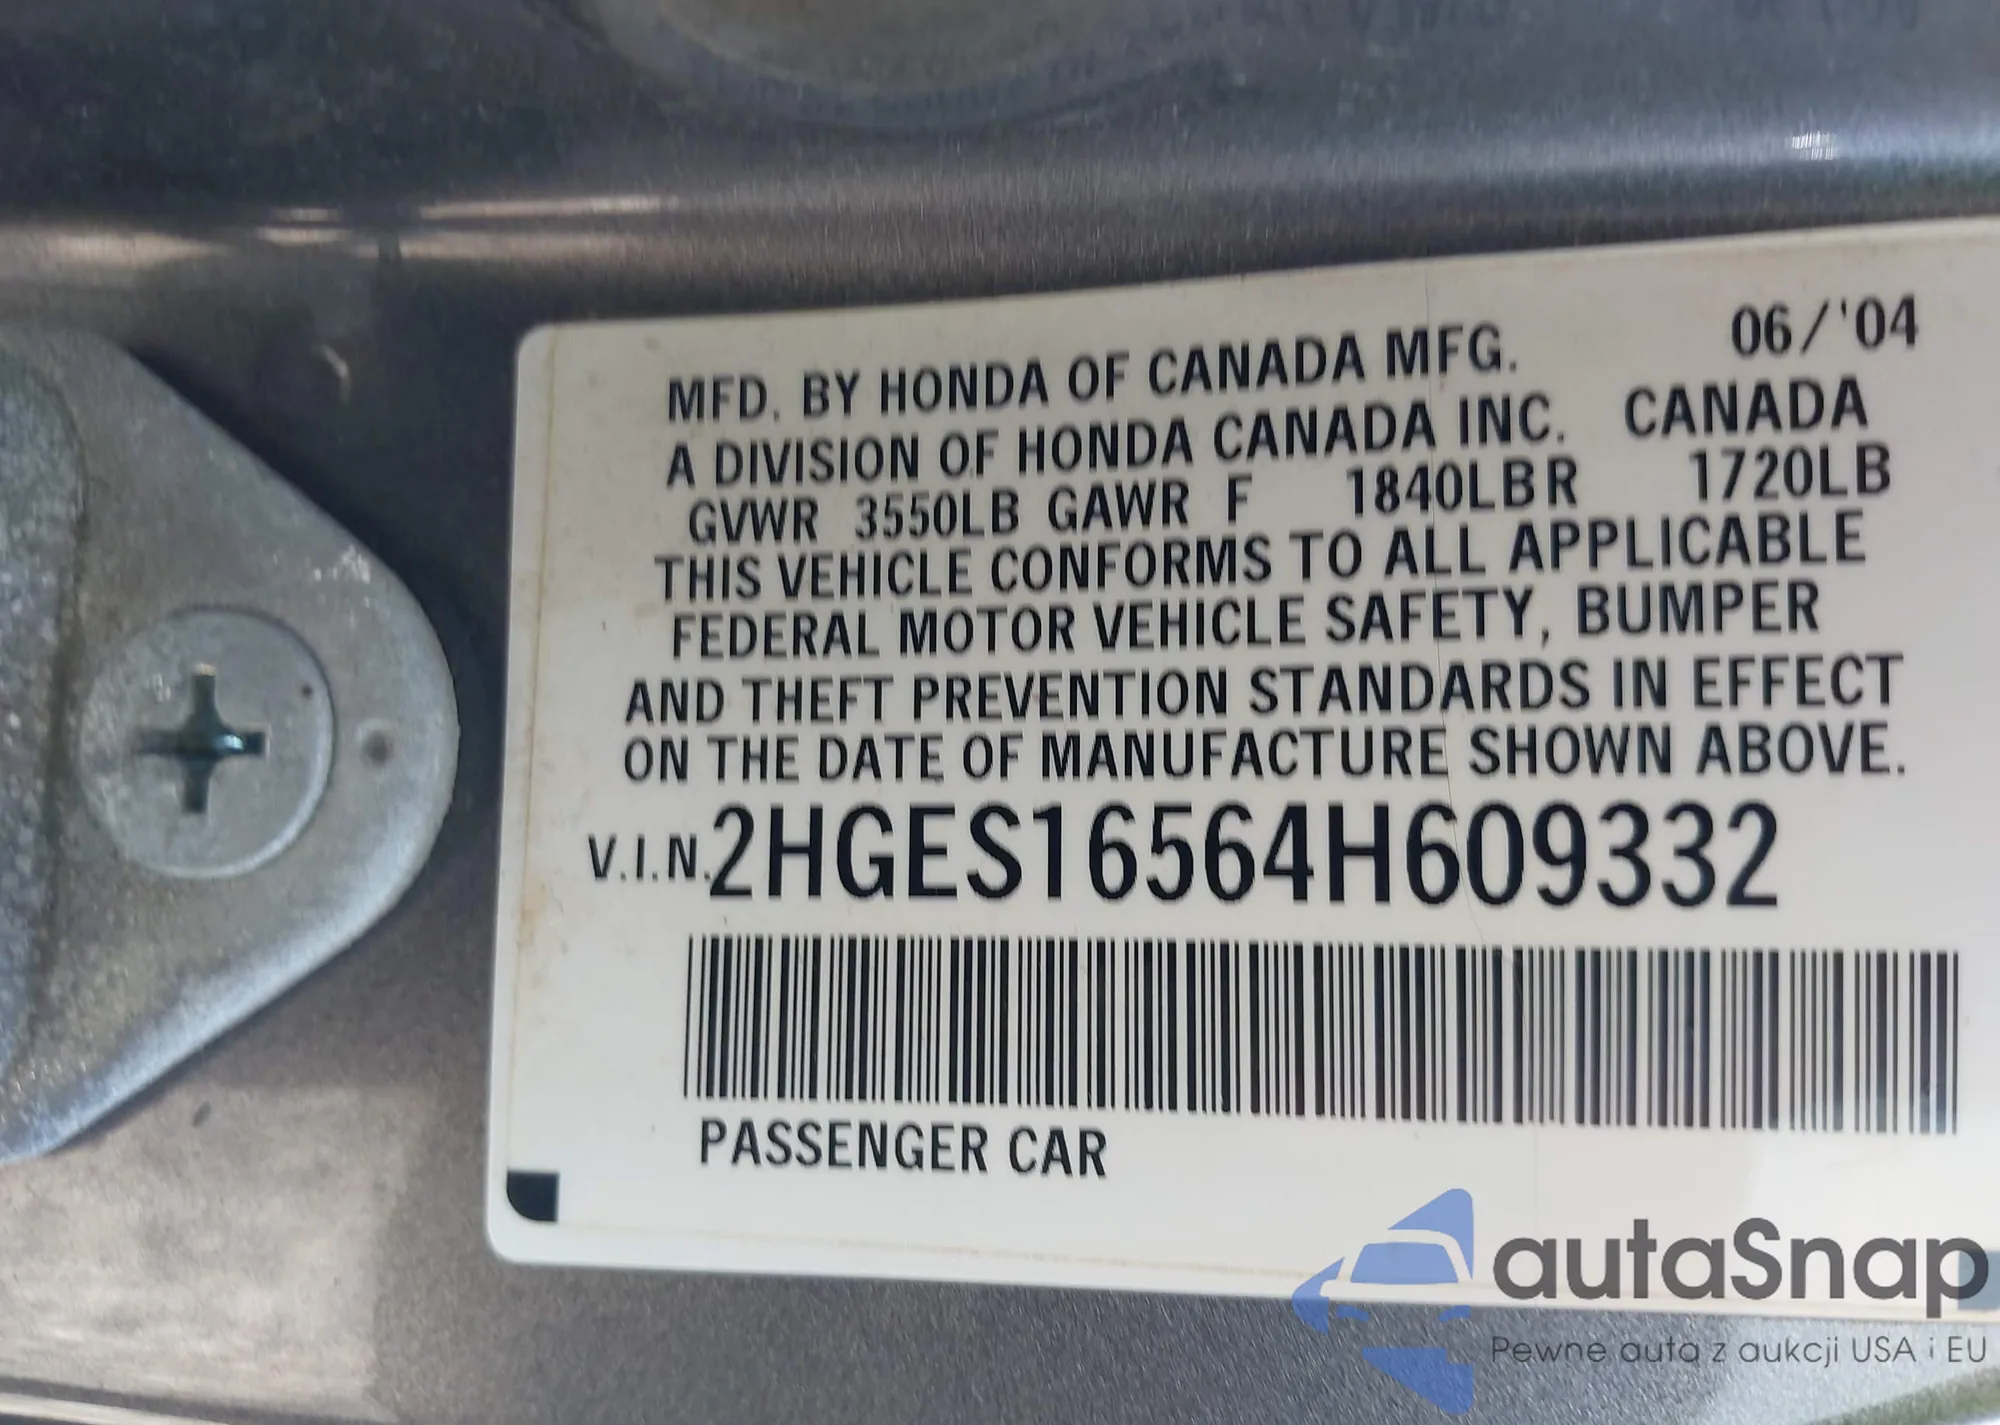 MFD. BY HONDA OF CANADA MFG. 06/'04
A DIVISION OF HONDA CANADA INC. CANADA
GVWR 3550LB GAWR F 1840LBR 1720LB
THIS VEHICLE CONFORMS TO ALL APPLICABLE
FEDERAL MOTOR VEHICLE SAFETY, BUMPER
AND THEFT PREVENTION STANDARDS IN EFFECT
ON THE DATE OF MANUFACTURE SHOWN ABOVE.
V.I.N.2HGES16564H609332
PASSENGER CAR
autaSnap
Pewne auta z aukcji USA i EU